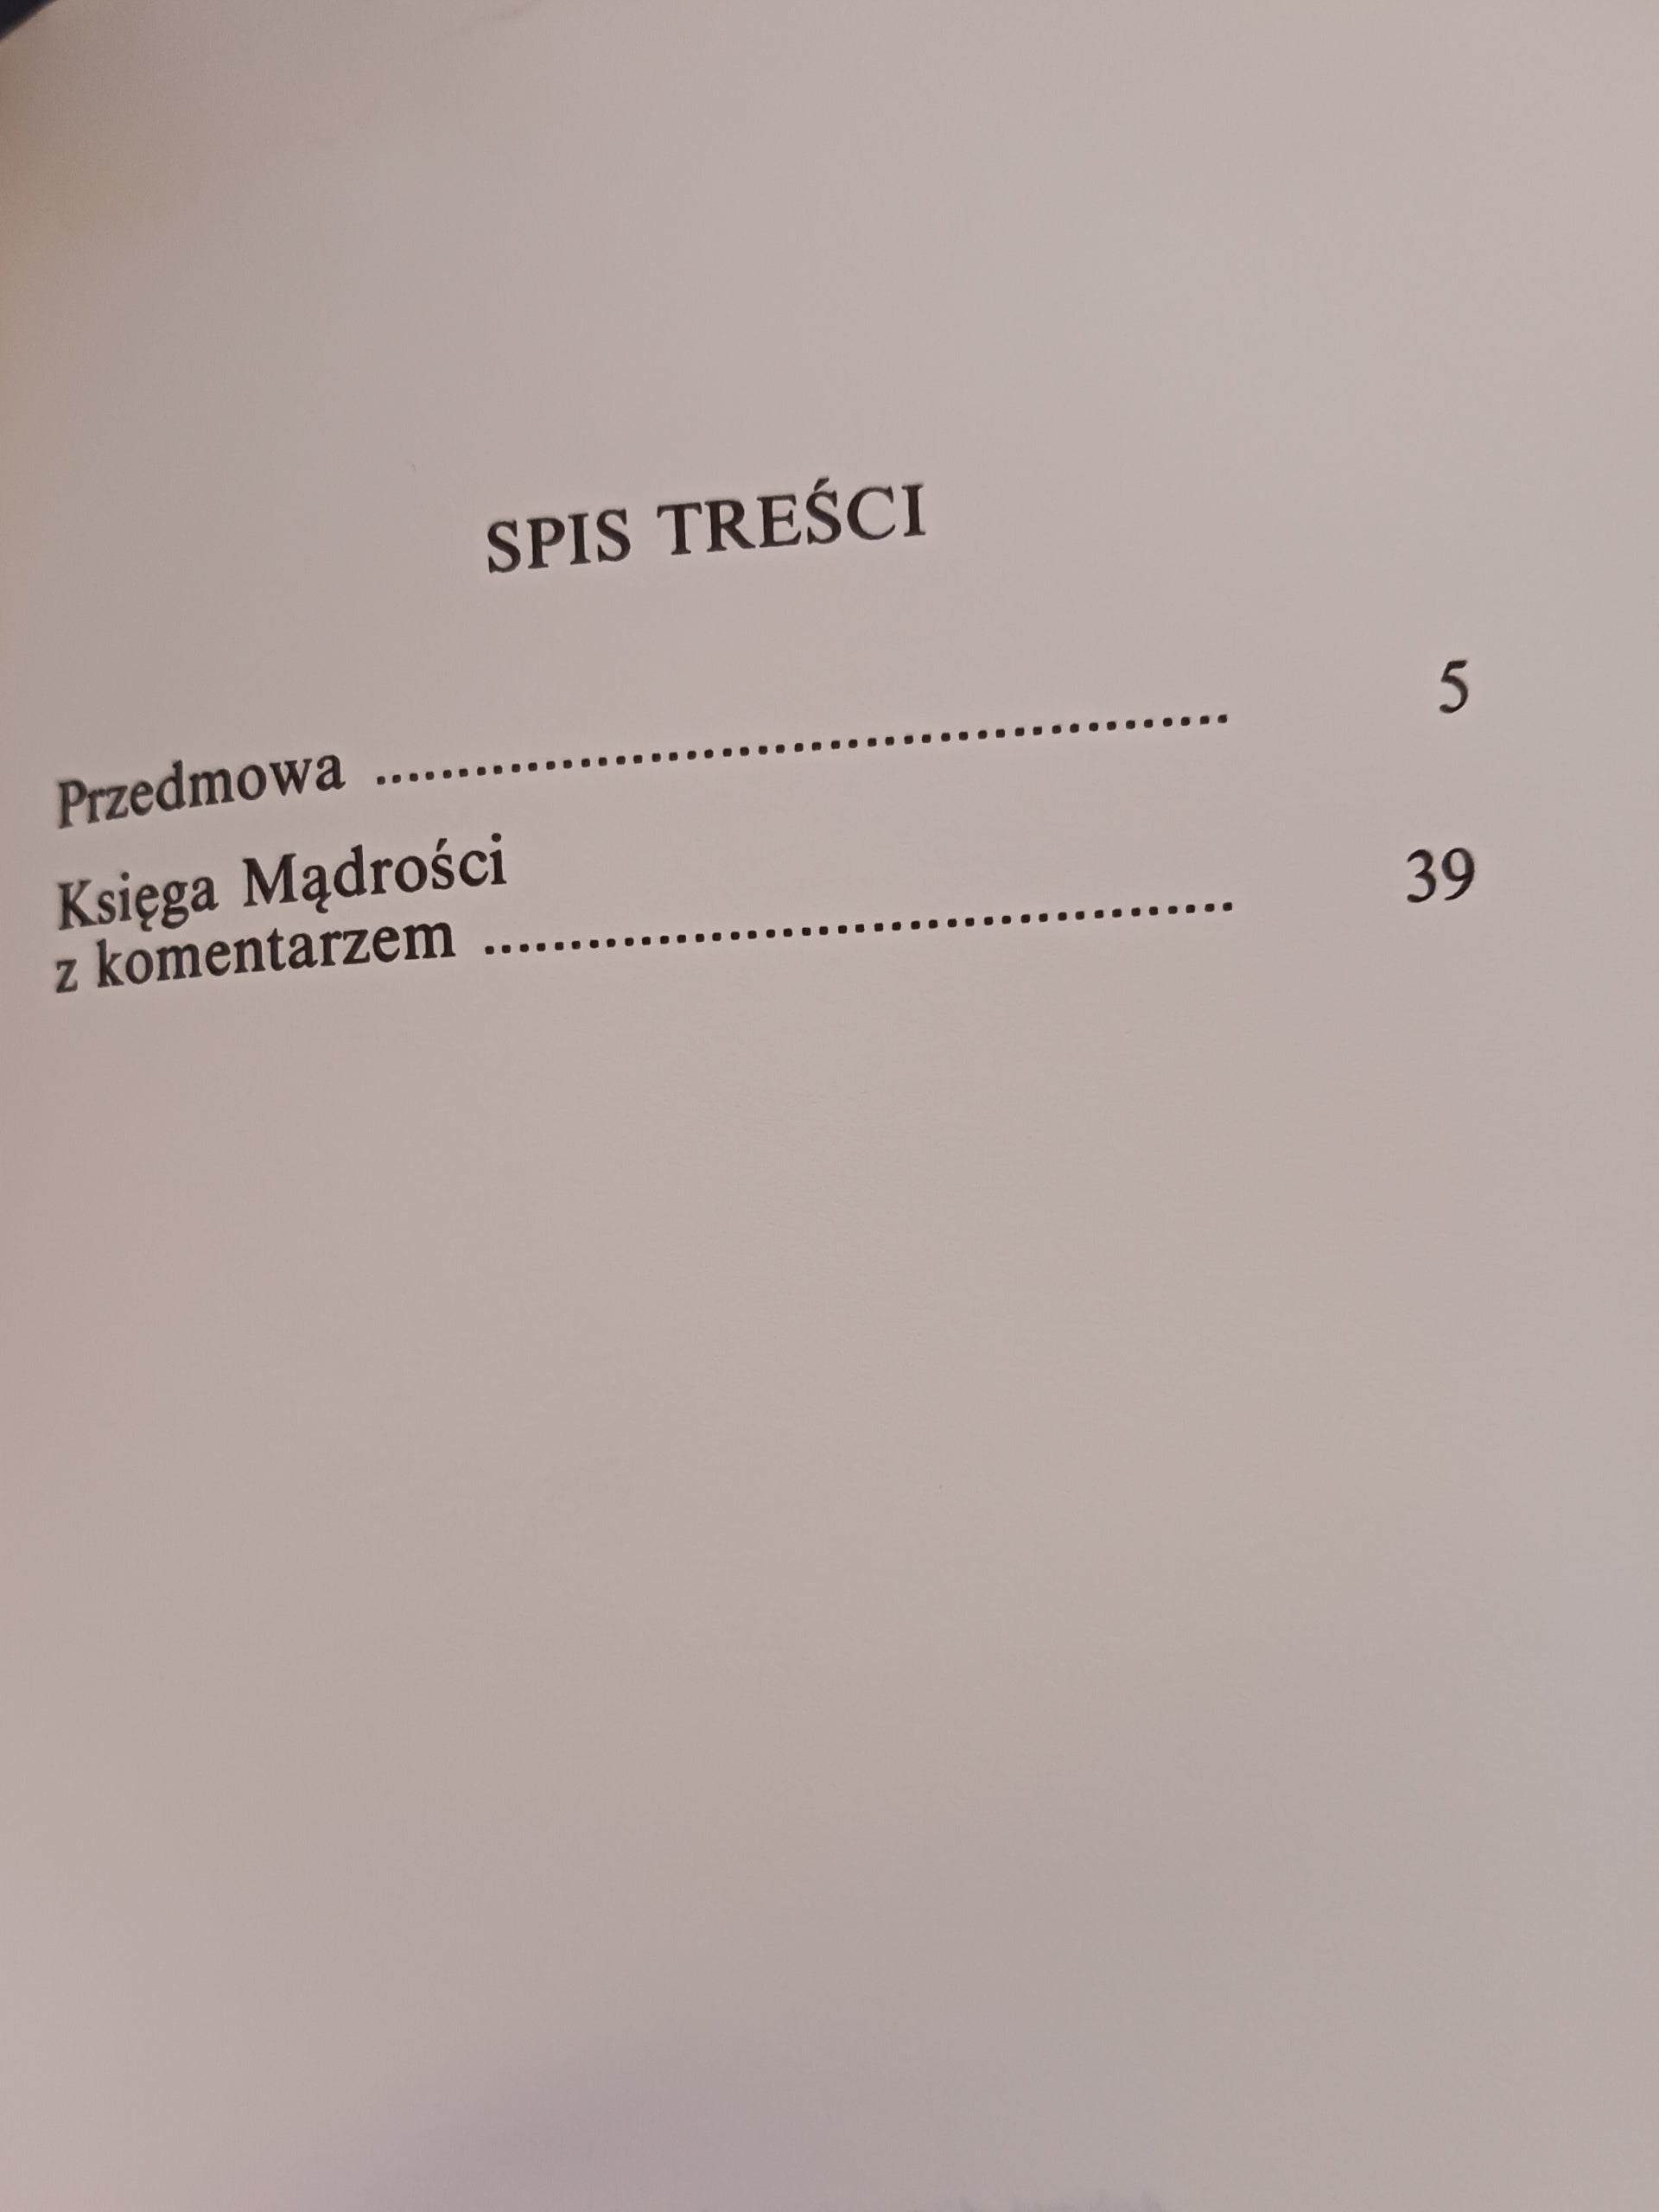 SPIS TREŚCI
Przedmowa ................................................ 5
Księga Mądrości
z komentarzem .......................................... 39